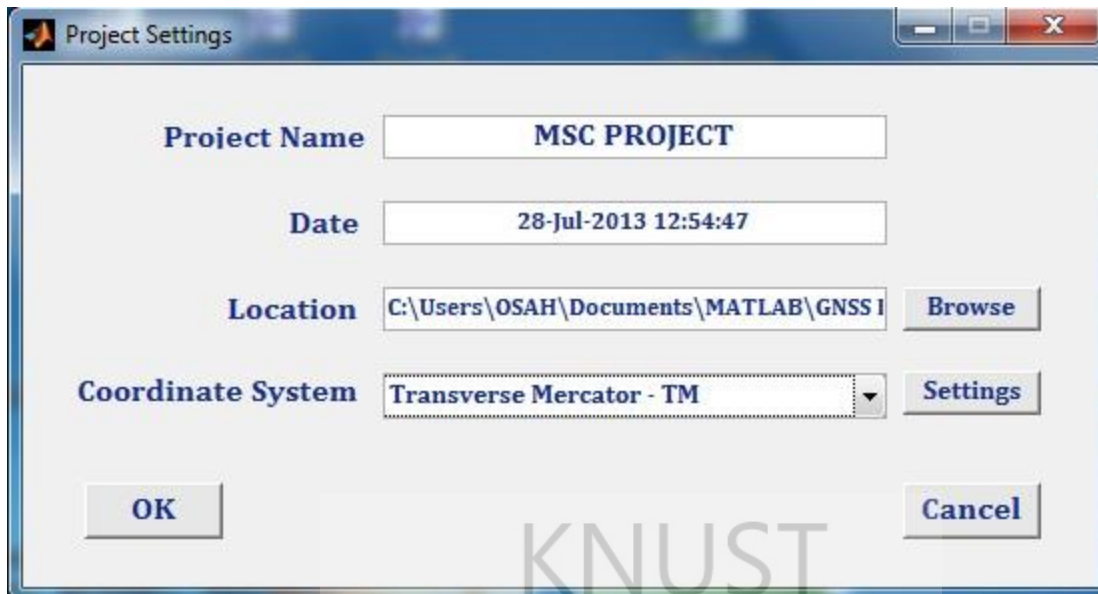 Project Settings
Project Name MSC PROJECT
Date 28-Jul-2013 12:54:47
Location C:\Users\OSAH\Documents\MATLAB\GNSS Browse
Coordinate System Transverse Mercator - TM Settings
OK Cancel
KNUST